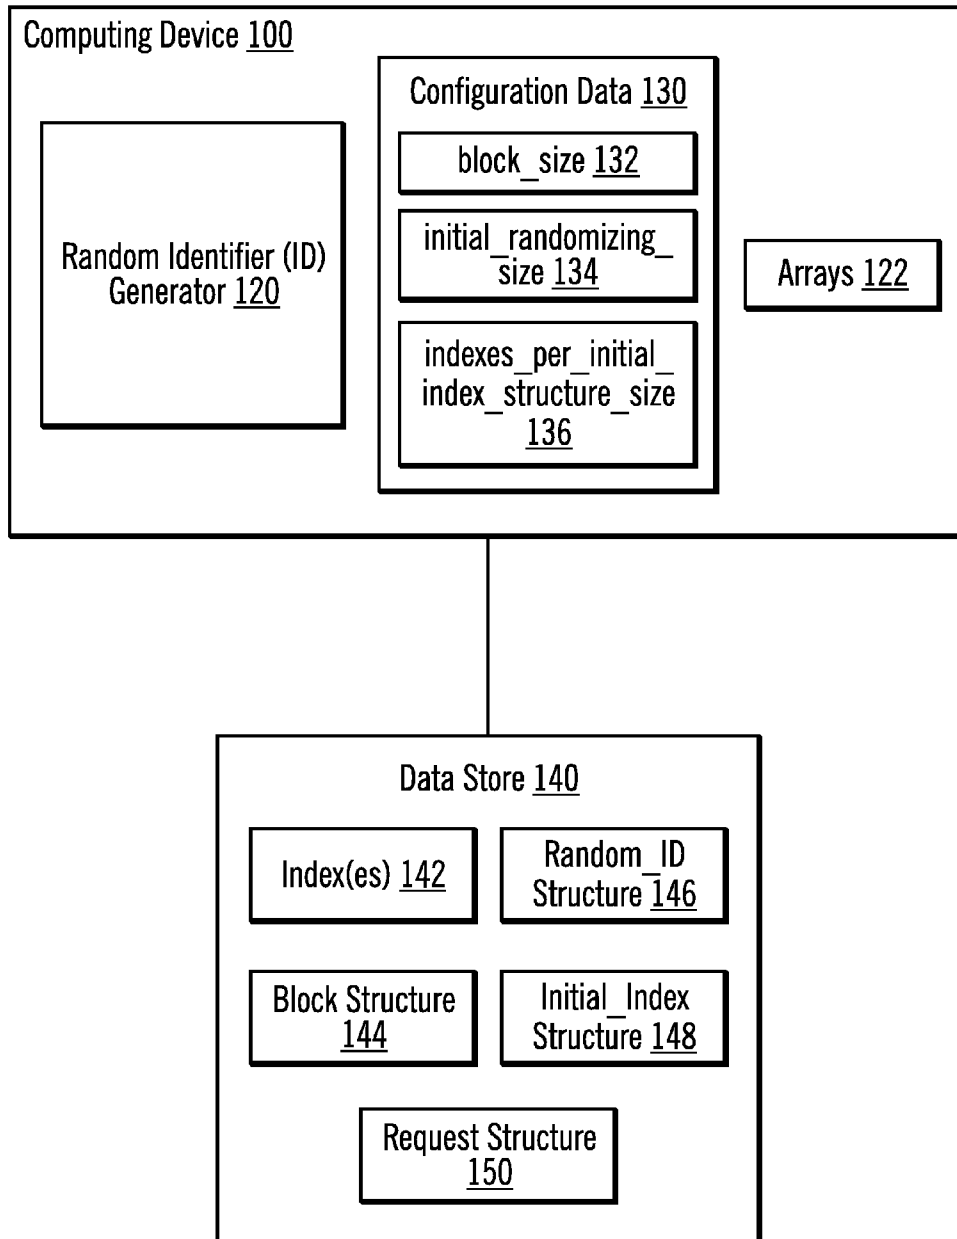 Computing Device 100
Configuration Data 130
block_size 132
initial_randomizing_
size 134
indexes_per_initial_
index_structure_size
136
Random Identifier (ID)
Generator 120
Arrays 122
Data Store 140
Index(es) 142
Random_ID
Structure 146
Block Structure
144
Initial_Index
Structure 148
Request Structure
150